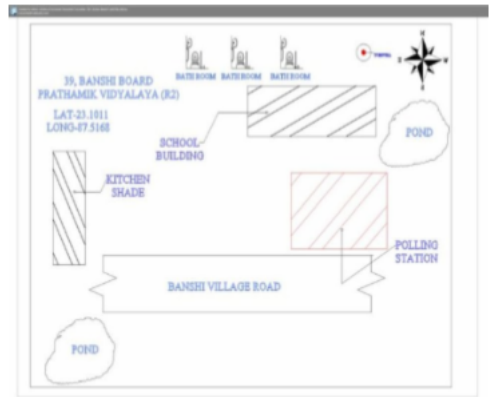 39, BANSHI BOARD
PRATHAMIK VIDYALAYA (R2)
LAT-23.1011
LONG-87.5168
BATH ROOM BATH ROOM BATH ROOM
SCHOOL
BUILDING
POND
KITCHEN
SHADE
POLLING
STATION
BANSHI VILLAGE ROAD
POND